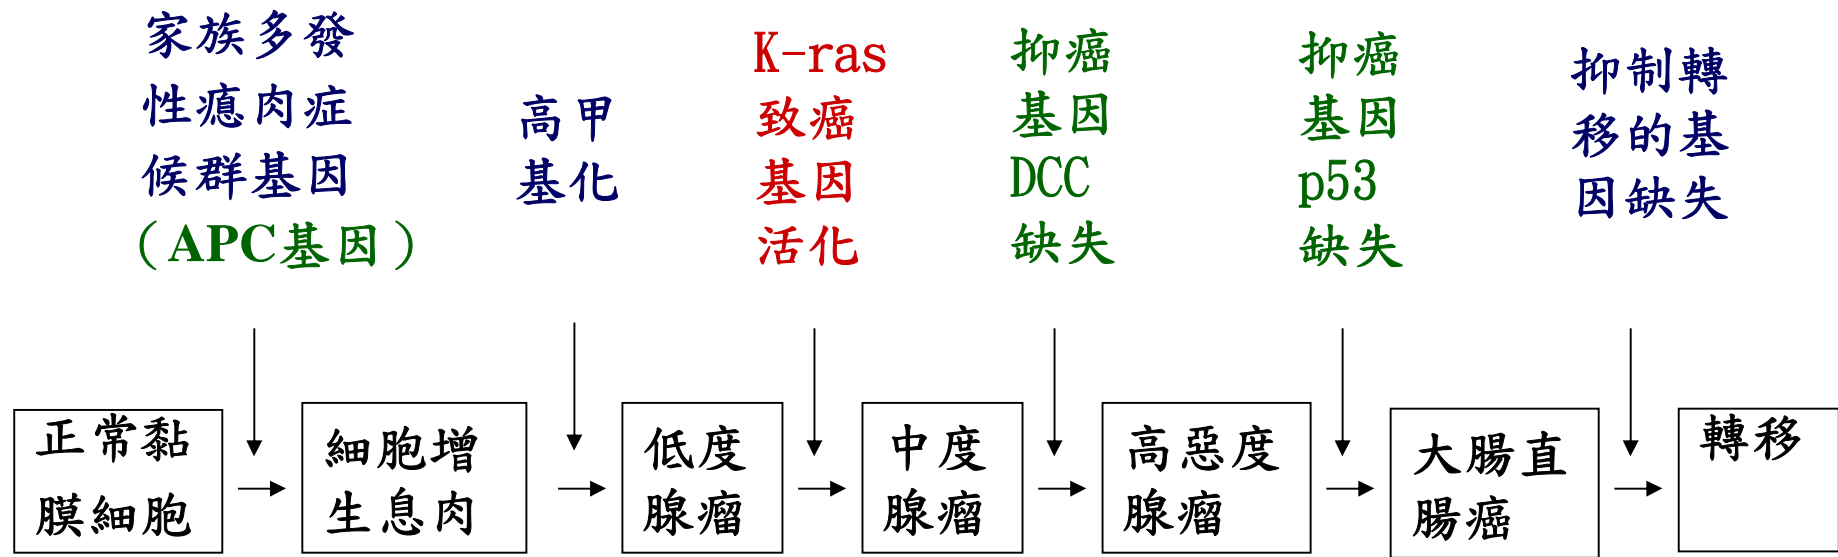 家族多發
性瘜肉症
候群基因
（APC基因）
高甲
基化
K-ras
致癌
基因
活化
抑癌
基因
DCC
缺失
抑癌
基因
p53
缺失
抑制轉
移的基
因缺失
正常黏
膜細胞
細胞增
生息肉
低度
腺瘤
中度
腺瘤
高惡度
腺瘤
大腸直
腸癌
轉移